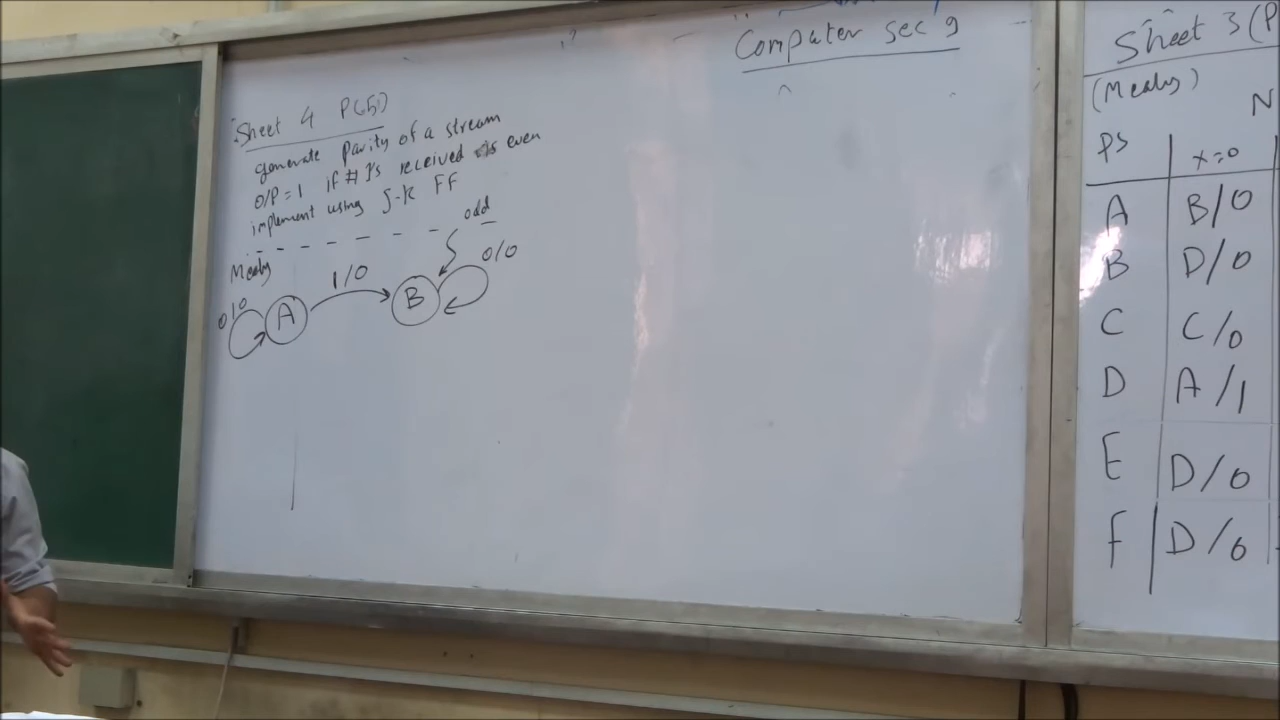 Computer sec 9
Sheet 4 P(5)
generate parity of a stream
O/P = 1 if # 1's received is even
implement using J-K FF
Mealy
odd
0/0
1/0
0/0
A
B
Sheet 3 (P
(Mealy)
N
PS
x=0
A B/0
B D/0
C C/0
D A/1
E D/0
F D/0